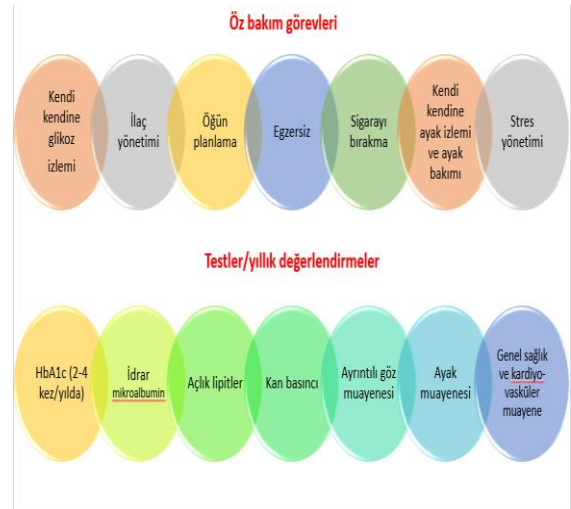 Öz bakım görevleri
Kendi
kendine
glikoz
izlemi
İlaç
yönetimi
Öğün
planlama
Egzersiz
Sigarayı
bırakma
Kendi
kendine
ayak izlemi
ve ayak
bakımı
Stres
yönetimi
Testler/yıllık değerlendirmeler
HbA1c (2-4
kez/yılda)
İdrar
mikroalbumin
Açlık lipitler
Kan basıncı
Ayrıntılı göz
muayenesi
Ayak
muayenesi
Genel sağlık
ve kardiyo-
vasküler
muayene